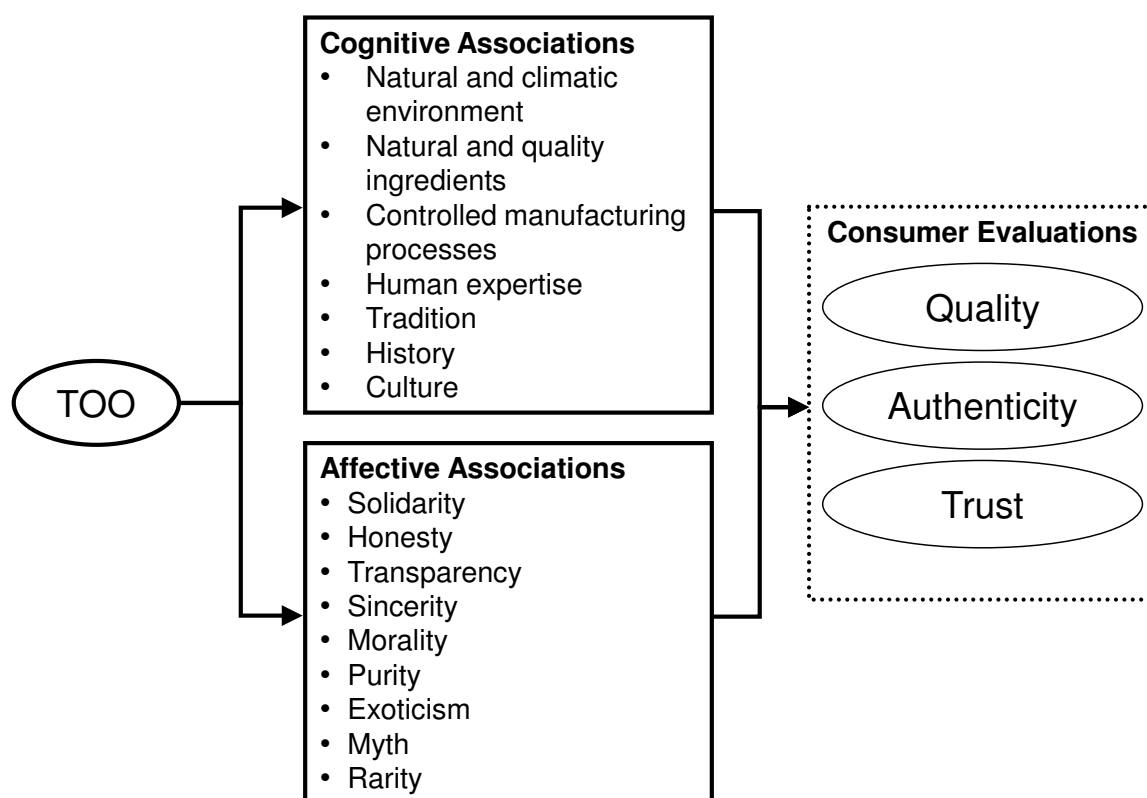 TOO
Cognitive Associations
• Natural and climatic
environment
• Natural and quality
ingredients
• Controlled manufacturing
processes
• Human expertise
• Tradition
• History
• Culture
Affective Associations
• Solidarity
• Honesty
• Transparency
• Sincerity
• Morality
• Purity
• Exoticism
• Myth
• Rarity
Consumer Evaluations
Quality
Authenticity
Trust